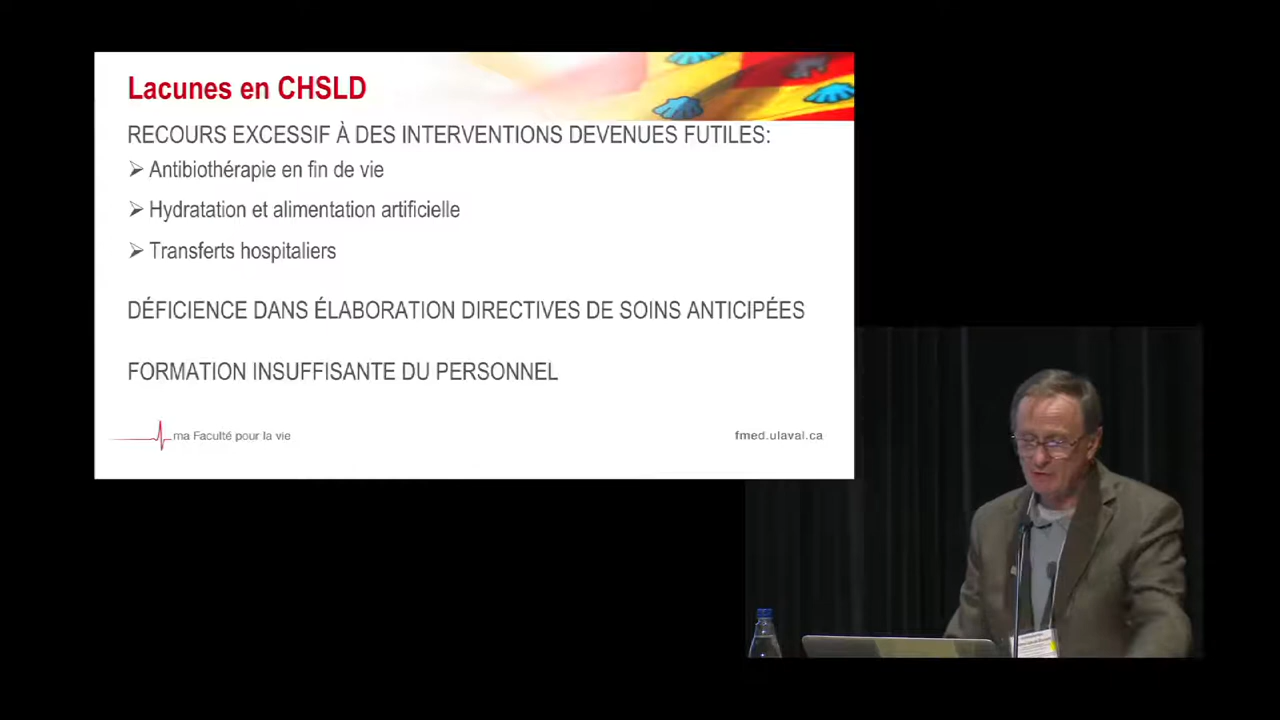 Lacunes en CHSLD
RECOURS EXCESSIF À DES INTERVENTIONS DEVENUES FUTILES:
➢ Antibiothérapie en fin de vie
➢ Hydratation et alimentation artificielle
➢ Transferts hospitaliers
DÉFICIENCE DANS ÉLABORATION DIRECTIVES DE SOINS ANTICIPÉES
FORMATION INSUFFISANTE DU PERSONNEL
ma Faculté pour la vie
fmed.ulaval.ca